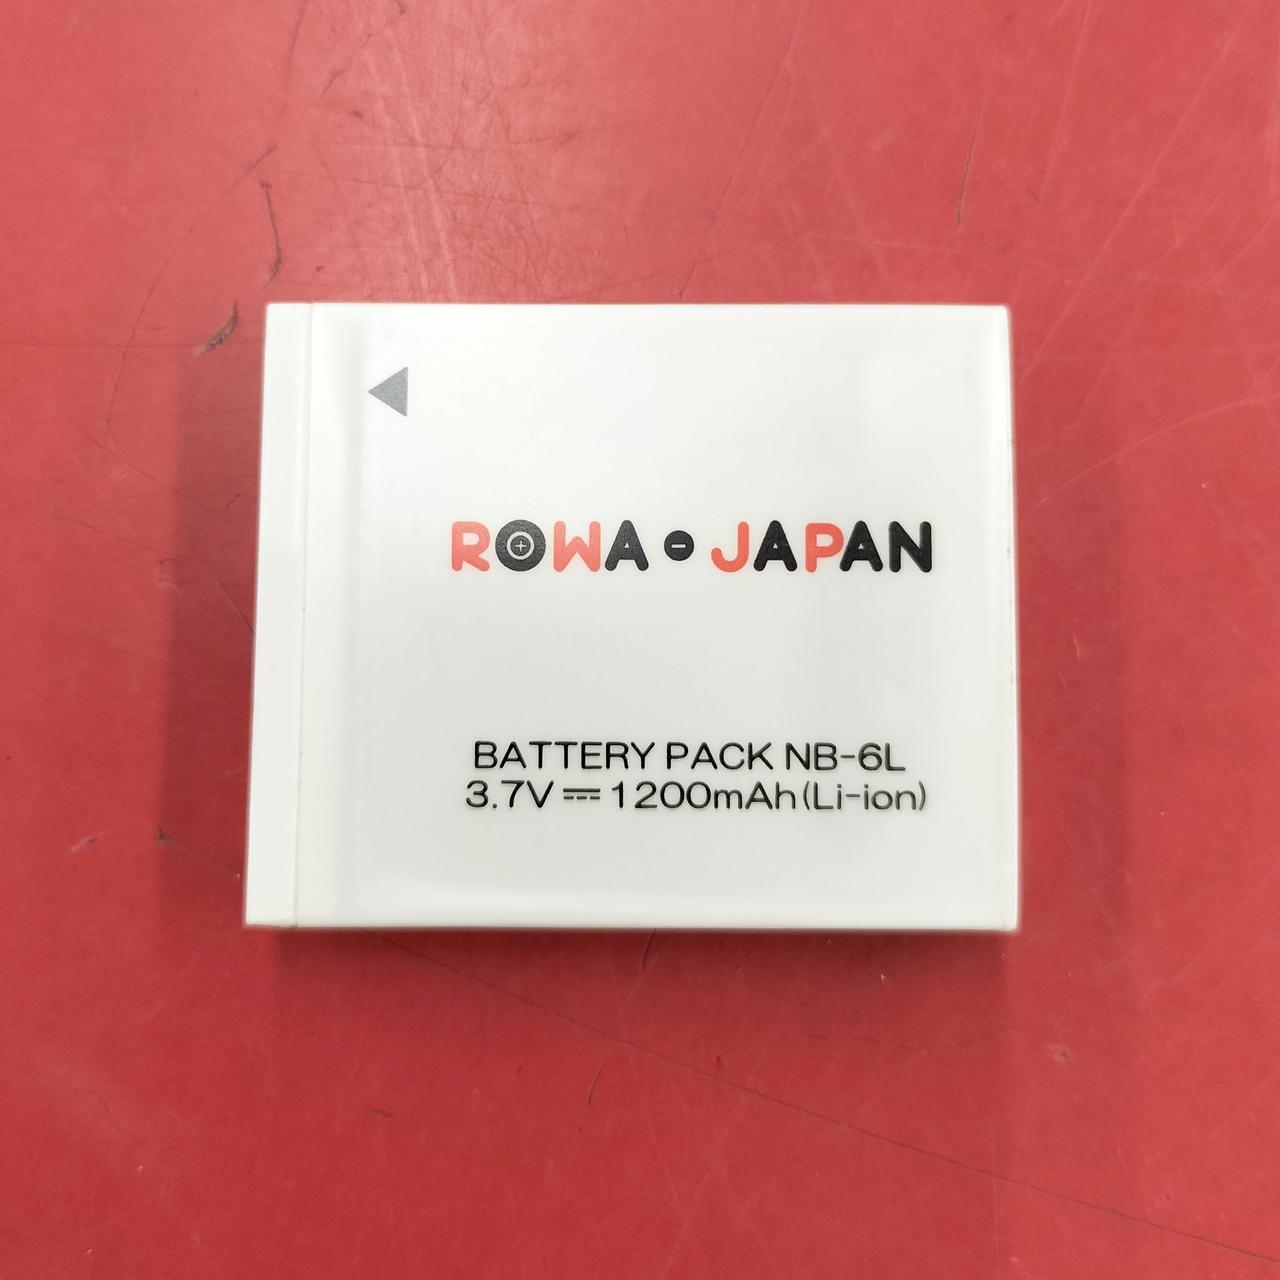 ROWA・JAPAN
BATTERY PACK NB-6L
3.7V⎓1200mAh(Li-ion)